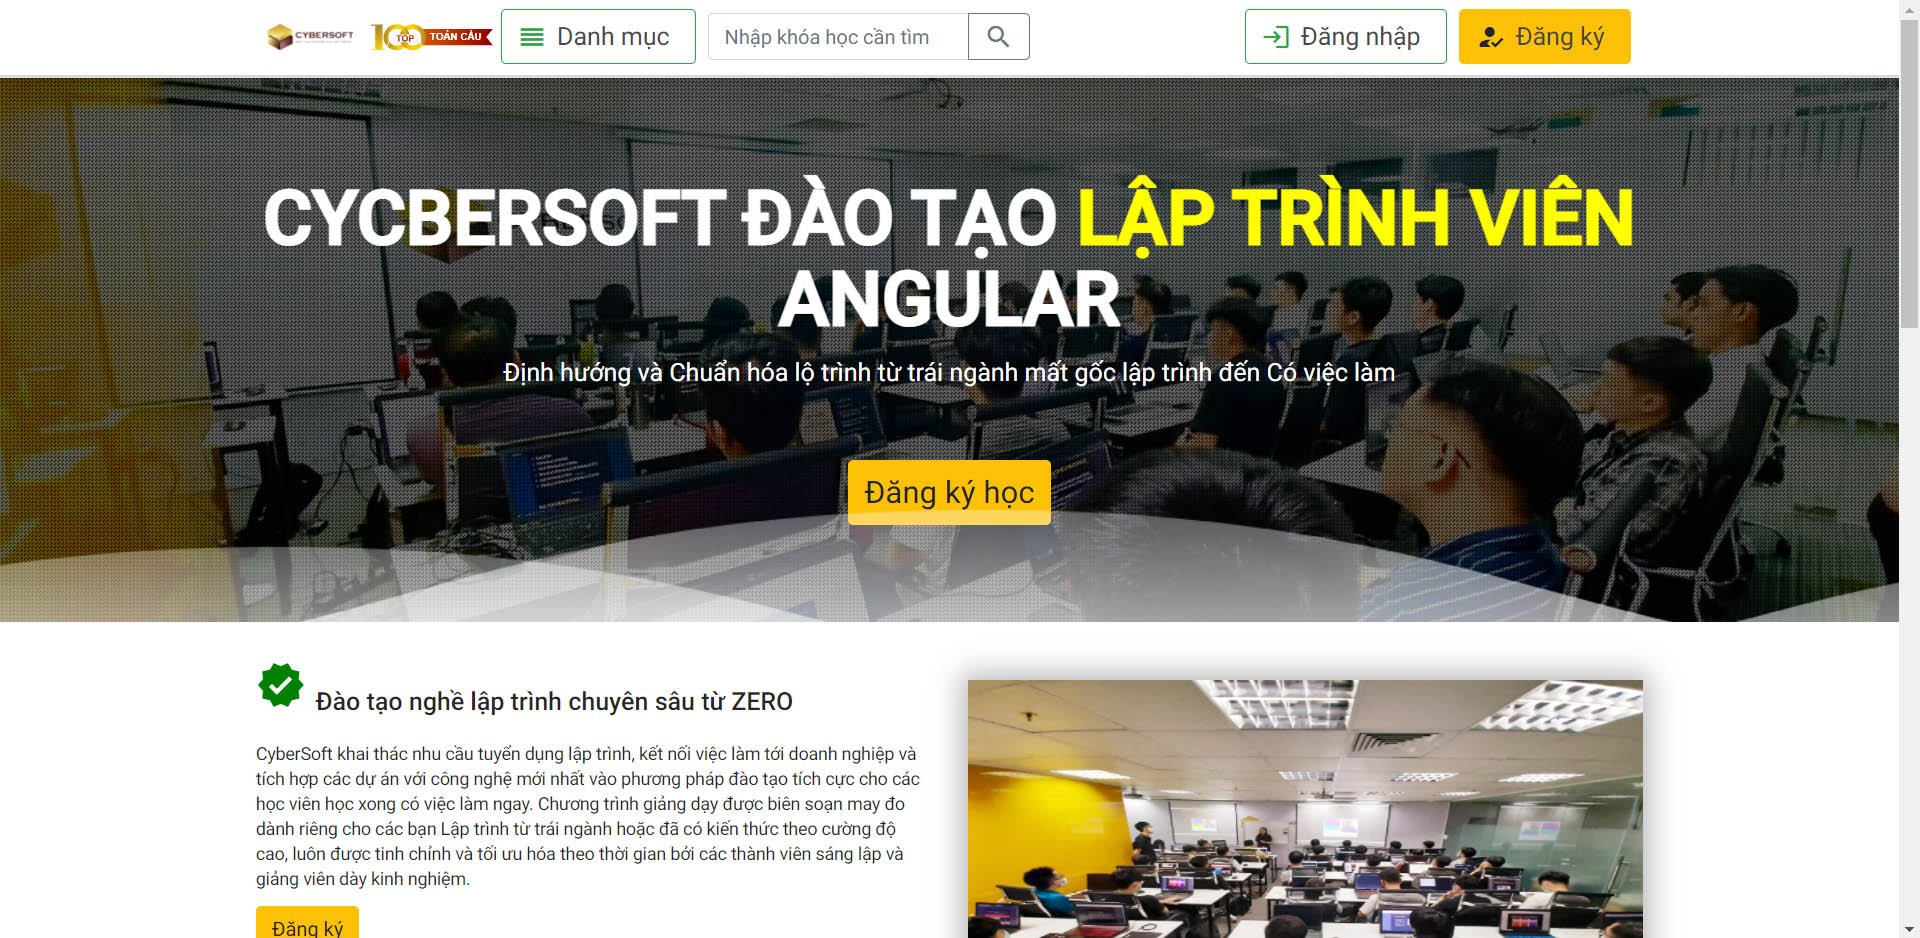 CYBERSOFT
100 TOP TOÀN CẦU
Danh mục
Nhập khóa học cần tìm
Đăng nhập
Đăng ký
CYCBERSOFT ĐÀO TẠO LẬP TRÌNH VIÊN
ANGULAR
Định hướng và Chuẩn hóa lộ trình từ trái ngành mất gốc lập trình đến Có việc làm
Đăng ký học
Đào tạo nghề lập trình chuyên sâu từ ZERO
CyberSoft khai thác nhu cầu tuyển dụng lập trình, kết nối việc làm tới doanh nghiệp và
tích hợp các dự án với công nghệ mới nhất vào phương pháp đào tạo tích cực cho các
học viên học xong có việc làm ngay. Chương trình giảng dạy được biên soạn may đo
dành riêng cho các bạn Lập trình từ trái ngành hoặc đã có kiến thức theo cường độ
cao, luôn được tinh chỉnh và tối ưu hóa theo thời gian bởi các thành viên sáng lập và
giảng viên dày kinh nghiệm.
Đăng ký